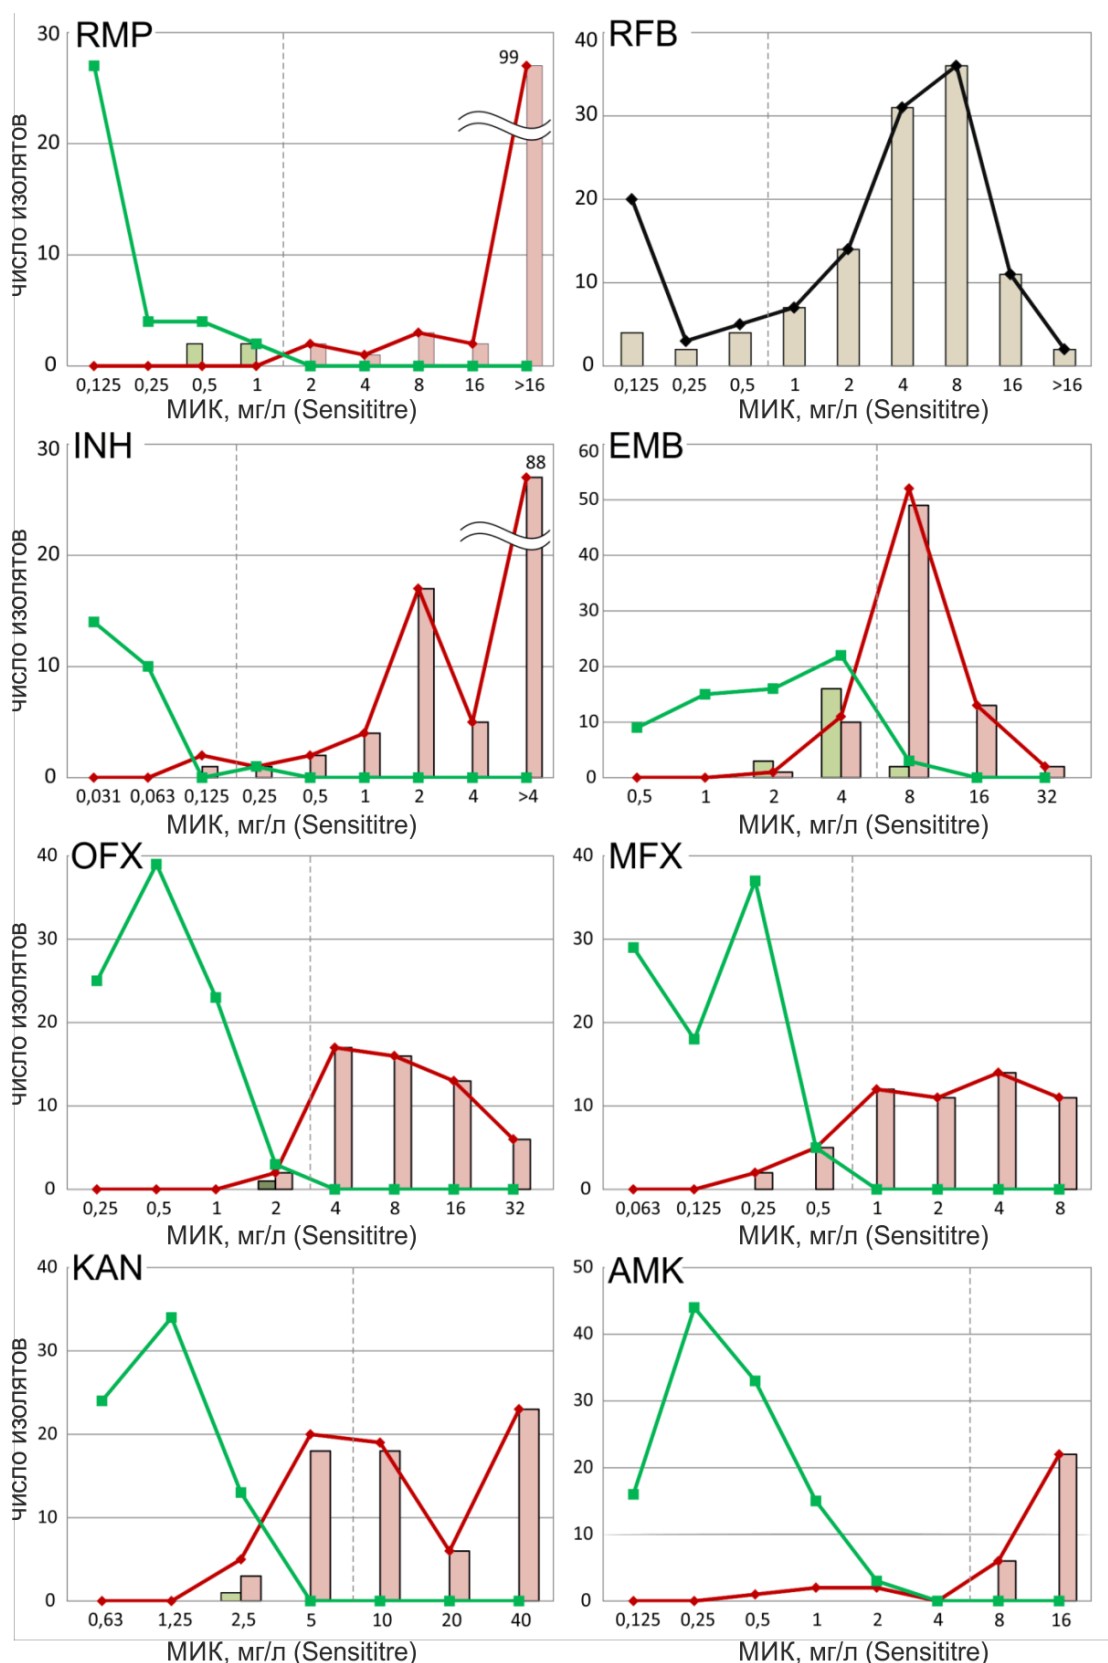 RMP
30
20
10
0
число изолятов
99
0,125 0,25 0,5 1 2 4 8 16 >16
МИК, мг/л (Sensititre)
RFB
40
30
20
10
0
0,125 0,25 0,5 1 2 4 8 16 >16
МИК, мг/л (Sensititre)
INH
30
20
10
0
число изолятов
88
0,031 0,063 0,125 0,25 0,5 1 2 4 >4
МИК, мг/л (Sensititre)
EMB
60
50
40
30
20
10
0
0,5 1 2 4 8 16 32
МИК, мг/л (Sensititre)
OFX
40
30
20
10
0
число изолятов
0,25 0,5 1 2 4 8 16 32
МИК, мг/л (Sensititre)
MFX
40
30
20
10
0
0,063 0,125 0,25 0,5 1 2 4 8
МИК, мг/л (Sensititre)
KAN
40
30
20
10
0
число изолятов
0,63 1,25 2,5 5 10 20 40
МИК, мг/л (Sensititre)
AMK
50
40
30
20
10
0
0,125 0,25 0,5 1 2 4 8 16
МИК, мг/л (Sensititre)